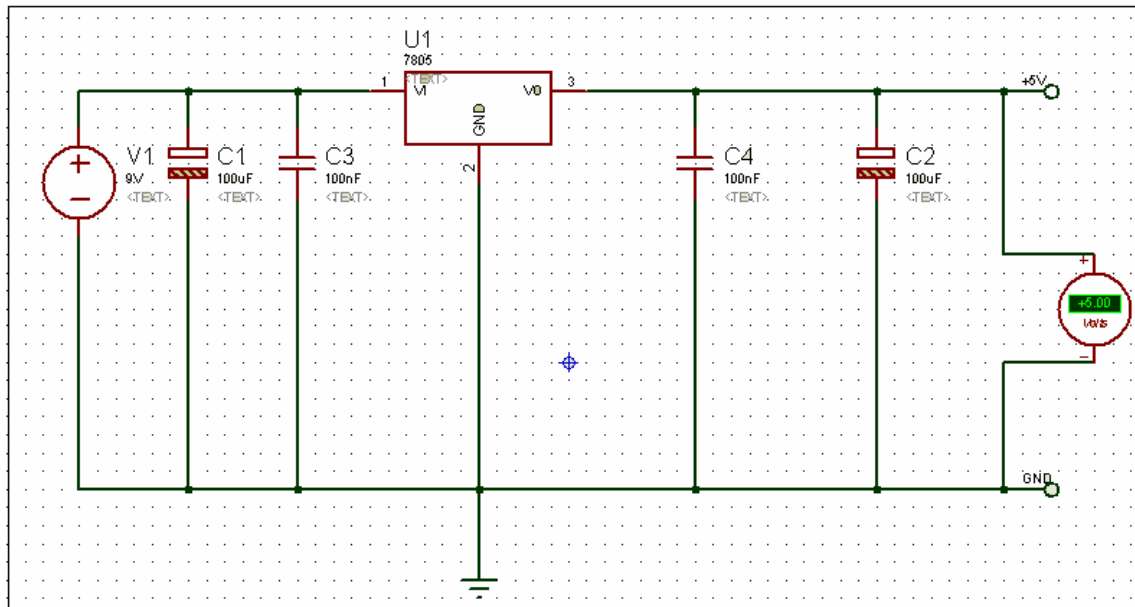 U1
7805
<TEXT>
1
VI
VO
3
GND
2
+5V
V1
9V
<TEXT>
C1
100uF
<TEXT>
C3
100nF
<TEXT>
C4
100nF
<TEXT>
C2
100uF
<TEXT>
+5.00
Volts
GND